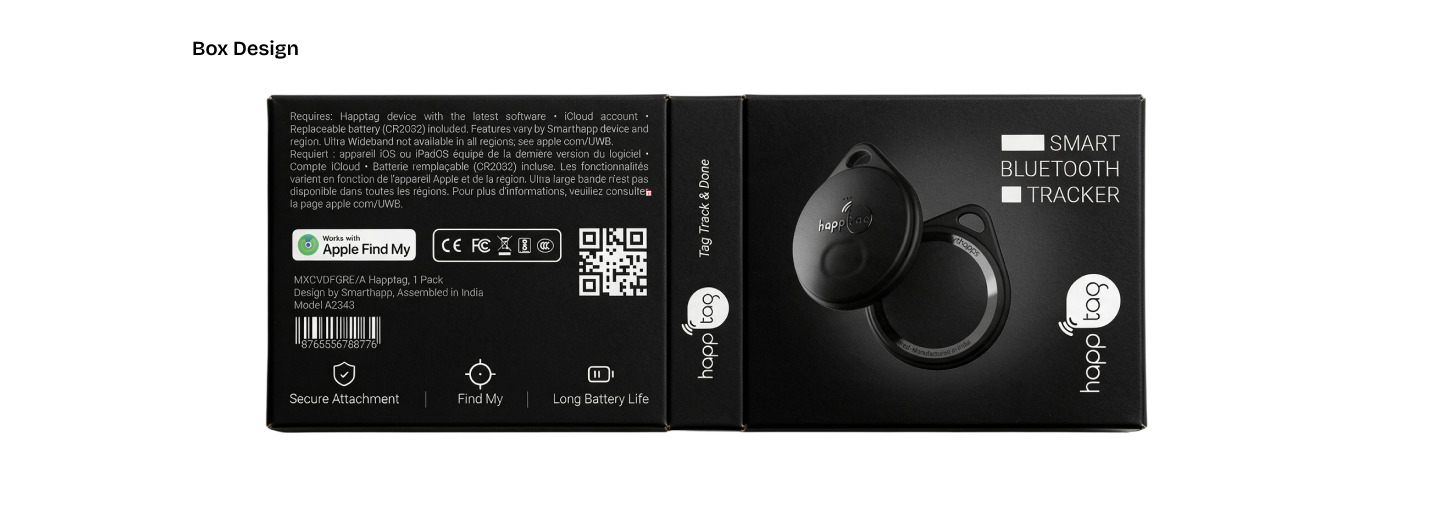 Box Design
Requires: Happtag device with the latest software • iCloud account •
Replaceable battery (CR2032) included. Features vary by Smarthapp device and
region. Ultra Wideband not available in all regions; see apple com/UWB.
Requiert : appareil iOS ou iPadOS équipé de la dernière version du logiciel •
Compte iCloud • Batterie remplaçable (CR2032) incluse. Les fonctionnalités
varient en fonction de l'appareil Apple et de la region. Ultra large bande n'est pas
disponible dans toutes les régions. Pour plus d'informations, veuillez consulter
la page apple com/UWB.
Works with
Apple Find My
CE FC CCC
MXCVDFGRE/A Happtag, 1 Pack
Design by Smarthapp, Assembled in India
Model A2343
8765556788776
Secure Attachment
Find My
Long Battery Life
Tag Track & Done
happ tag
happ tag
SMART
BLUETOOTH
TRACKER
happ tag